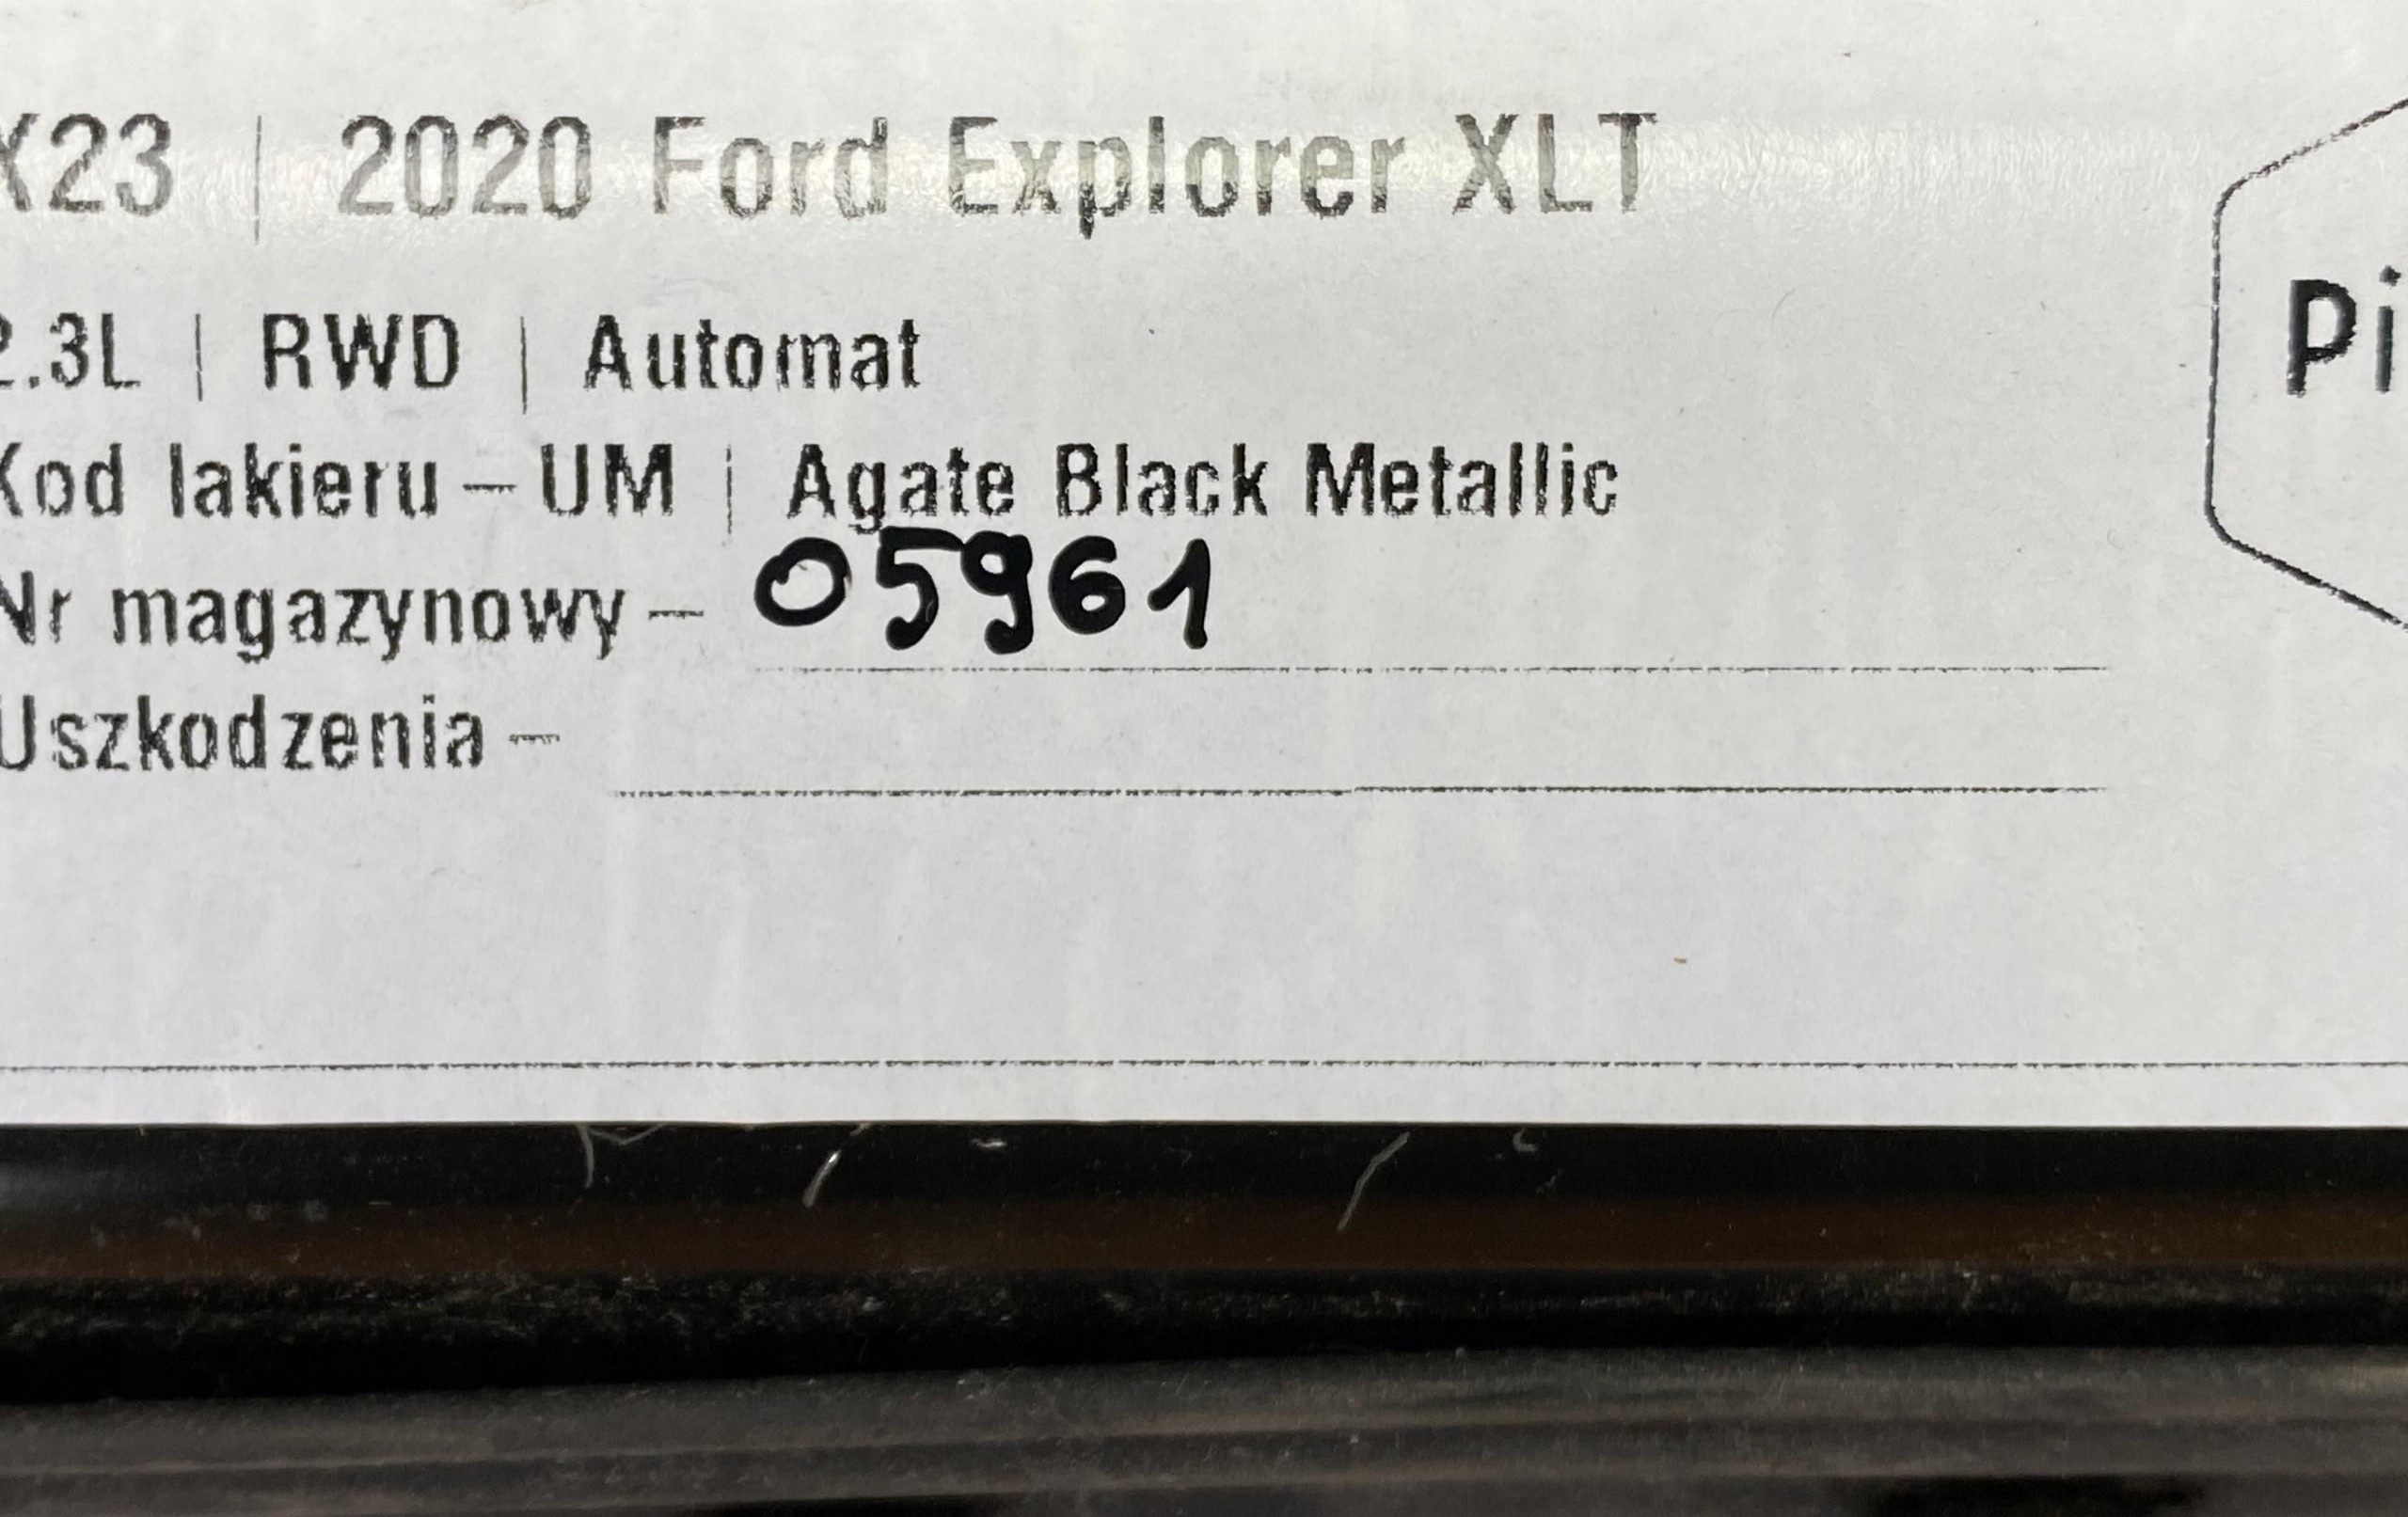 X23 | 2020 Ford Explorer XLT
2.3L | RWD | Automat
Kod lakieru – UM | Agate Black Metallic
Nr magazynowy – 05961
Uszkodzenia –
Pi